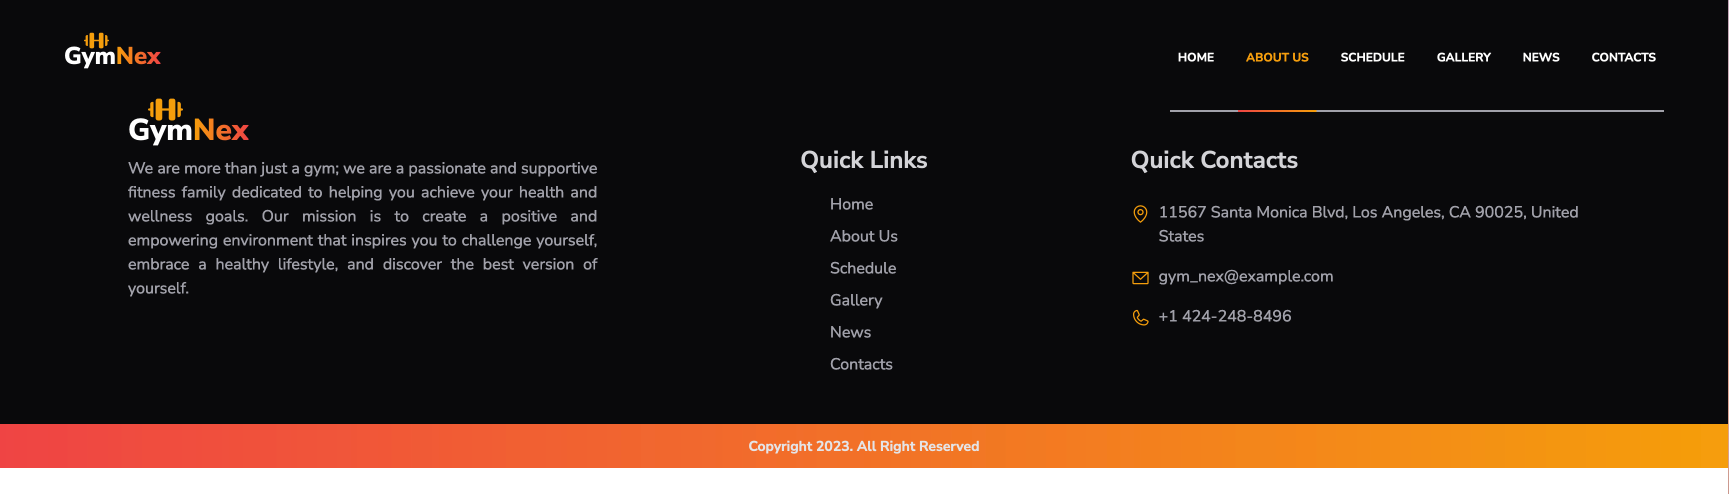 GymNex
HOME ABOUT US SCHEDULE GALLERY NEWS CONTACTS
GymNex
We are more than just a gym; we are a passionate and supportive
fitness family dedicated to helping you achieve your health and
wellness goals. Our mission is to create a positive and
empowering environment that inspires you to challenge yourself,
embrace a healthy lifestyle, and discover the best version of
yourself.
Quick Links
Home
About Us
Schedule
Gallery
News
Contacts
Quick Contacts
11567 Santa Monica Blvd, Los Angeles, CA 90025, United
States
gym_nex@example.com
+1 424-248-8496
Copyright 2023. All Right Reserved